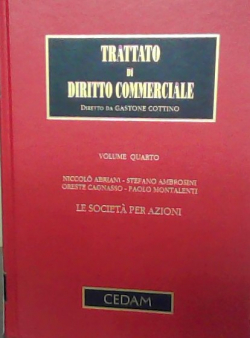 TRATTATO
DI
DIRITTO COMMERCIALE
DIRETTO DA GASTONE COTTINO
VOLUME QUARTO
NICCOLÒ ABRIANI - STEFANO AMBROSINI
ORESTE CAGNASSO - PAOLO MONTALENTI
LE SOCIETÀ PER AZIONI
CEDAM